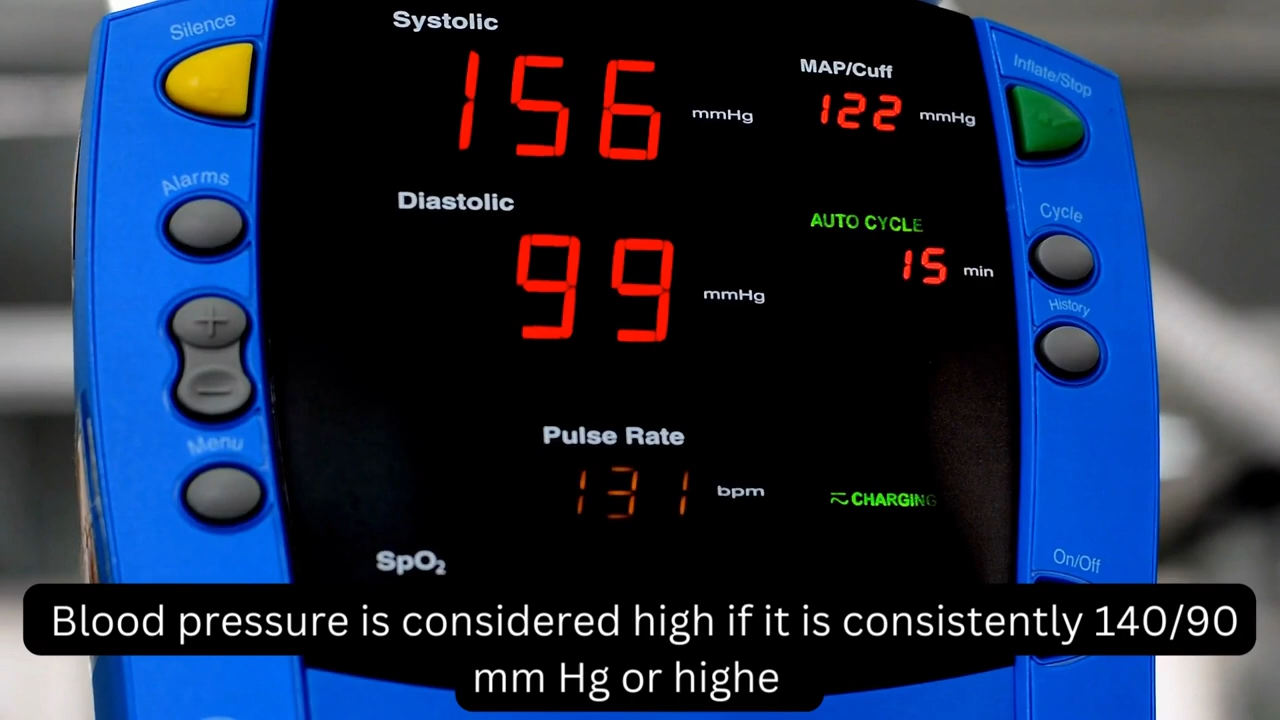 Systolic
Silence
156 mmHg
MAP/Cuff
122 mmHg
Inflate/Stop
Alarms
Diastolic
99 mmHg
AUTO CYCLE
15 min
Cycle
History
+
−
Menu
Pulse Rate
131 bpm
CHARGING
SpO₂
On/Off
Blood pressure is considered high if it is consistently 140/90
mm Hg or highe